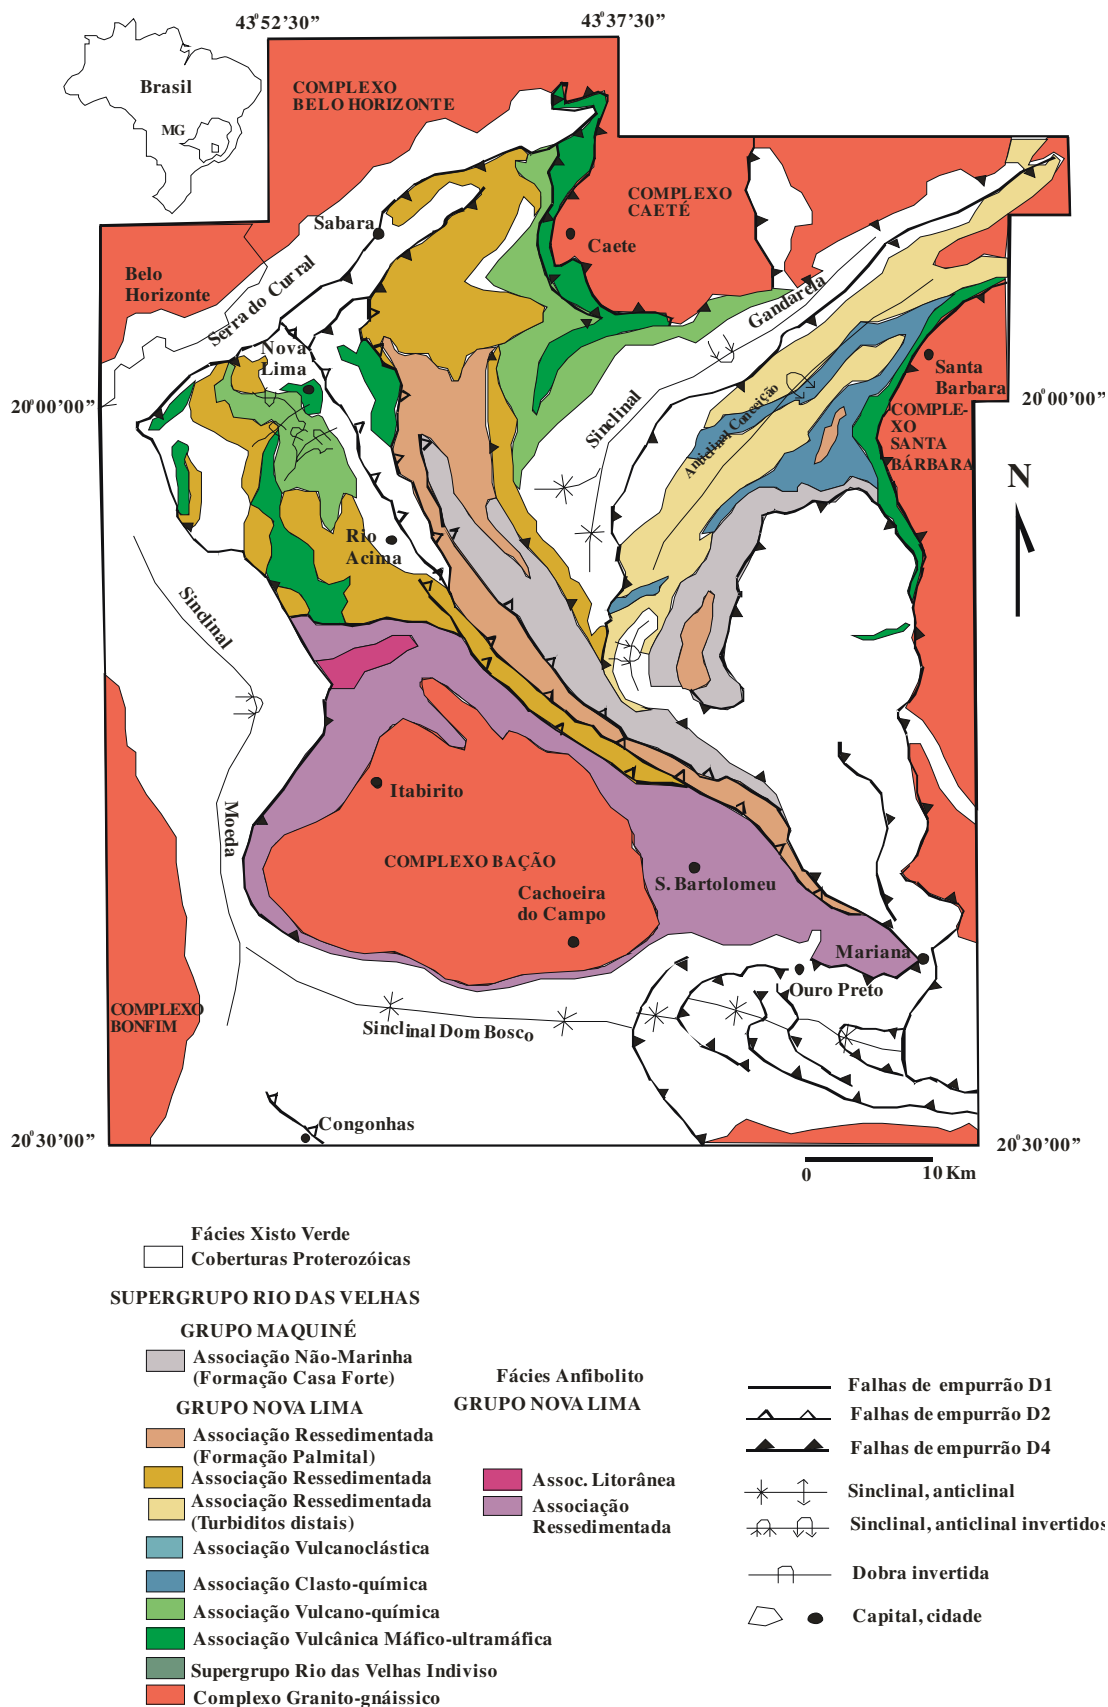 43°52'30"
43°37'30"
Brasil
MG
COMPLEXO
BELO HORIZONTE
COMPLEXO
CAETÉ
Sabara
Caete
Belo
Horizonte
Serra do Curral
Gandarela
Nova
Lima
Santa
Barbara
20°00'00"
20°00'00"
COMPLE-
XO
SANTA
BÁRBARA
Sinclinal
Anticlinal Conceição
N
Rio
Acima
Sinclinal
Itabirito
Moeda
COMPLEXO BAÇÃO
S. Bartolomeu
Cachoeira
do Campo
Mariana
Ouro Preto
COMPLEXO
BONFIM
Sinclinal Dom Bosco
Congonhas
20°30'00"
20°30'00"
0 10 Km
Fácies Xisto Verde
Coberturas Proterozóicas
SUPERGRUPO RIO DAS VELHAS
GRUPO MAQUINÉ
Associação Não-Marinha
(Formação Casa Forte)
GRUPO NOVA LIMA
Associação Ressedimentada
(Formação Palmital)
Associação Ressedimentada
Associação Ressedimentada
(Turbiditos distais)
Associação Vulcanoclástica
Associação Clasto-química
Associação Vulcano-química
Associação Vulcânica Máfico-ultramáfica
Supergrupo Rio das Velhas Indiviso
Complexo Granito-gnáissico
Fácies Anfibolito
GRUPO NOVA LIMA
Assoc. Litorânea
Associação
Ressedimentada
Falhas de empurrão D1
Falhas de empurrão D2
Falhas de empurrão D4
Sinclinal, anticlinal
Sinclinal, anticlinal invertidos
Dobra invertida
Capital, cidade